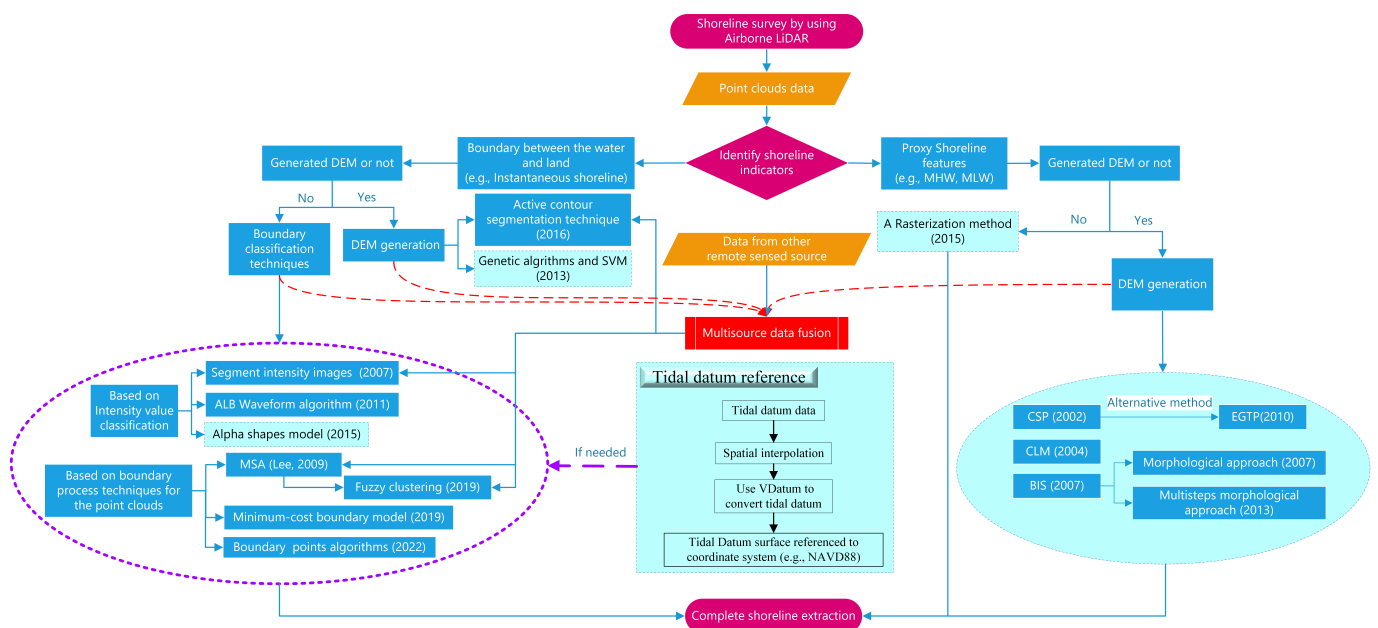 Shoreline survey by using
Airborne LiDAR
Point clouds data
Identify shoreline
indicators
Boundary between the water
and land
(e.g., Instantaneous shoreline)
Generated DEM or not
No
Yes
Boundary
classification
techniques
DEM generation
Active contour
segmentation technique
(2016)
Genetic algrithms and SVM
(2013)
Proxy Shoreline
features
(e.g., MHW, MLW)
Generated DEM or not
No
Yes
A Rasterization method
(2015)
DEM generation
Data from other
remote sensed source
Multisource data fusion
Based on
Intensity value
classification
Segment intensity images (2007)
ALB Waveform algorithm (2011)
Alpha shapes model (2015)
Based on boundary
process techniques for
the point clouds
MSA (Lee, 2009)
Fuzzy clustering (2019)
Minimum-cost boundary model (2019)
Boundary points algorithms (2022)
If needed
Tidal datum reference
Tidal datum data
Spatial interpolation
Use VDatum to
convert tidal datum
Tidal Datum surface referenced to
coordinate system (e.g., NAVD88)
CSP (2002)
Alternative method
EGTP(2010)
CLM (2004)
BIS (2007)
Morphological approach (2007)
Multisteps morphological
approach (2013)
Complete shoreline extraction